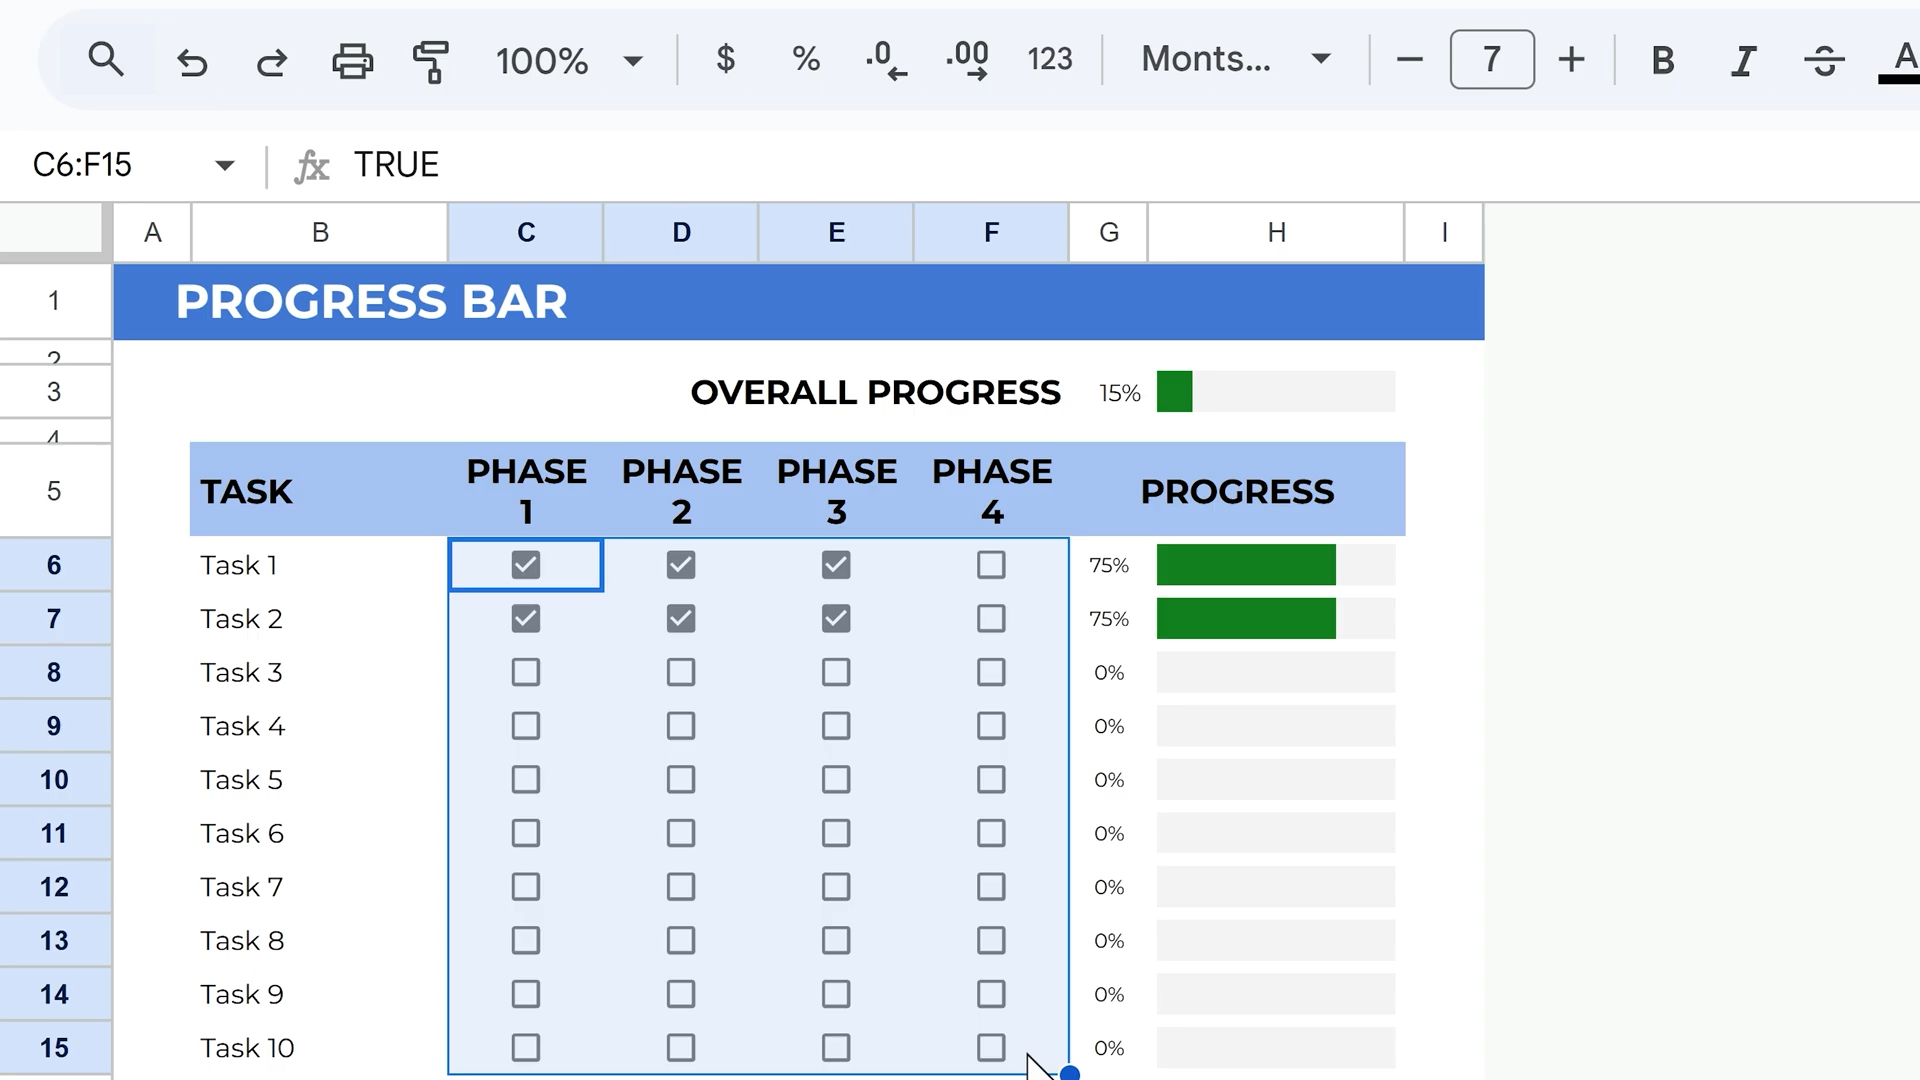 100% $ % .0 .00 123 Monts... 7 B I S A
C6:F15 fx TRUE
A B C D E F G H I
1 PROGRESS BAR
2
3 OVERALL PROGRESS 15%
4
5 TASK PHASE 1 PHASE 2 PHASE 3 PHASE 4 PROGRESS
6 Task 1 75%
7 Task 2 75%
8 Task 3 0%
9 Task 4 0%
10 Task 5 0%
11 Task 6 0%
12 Task 7 0%
13 Task 8 0%
14 Task 9 0%
15 Task 10 0%